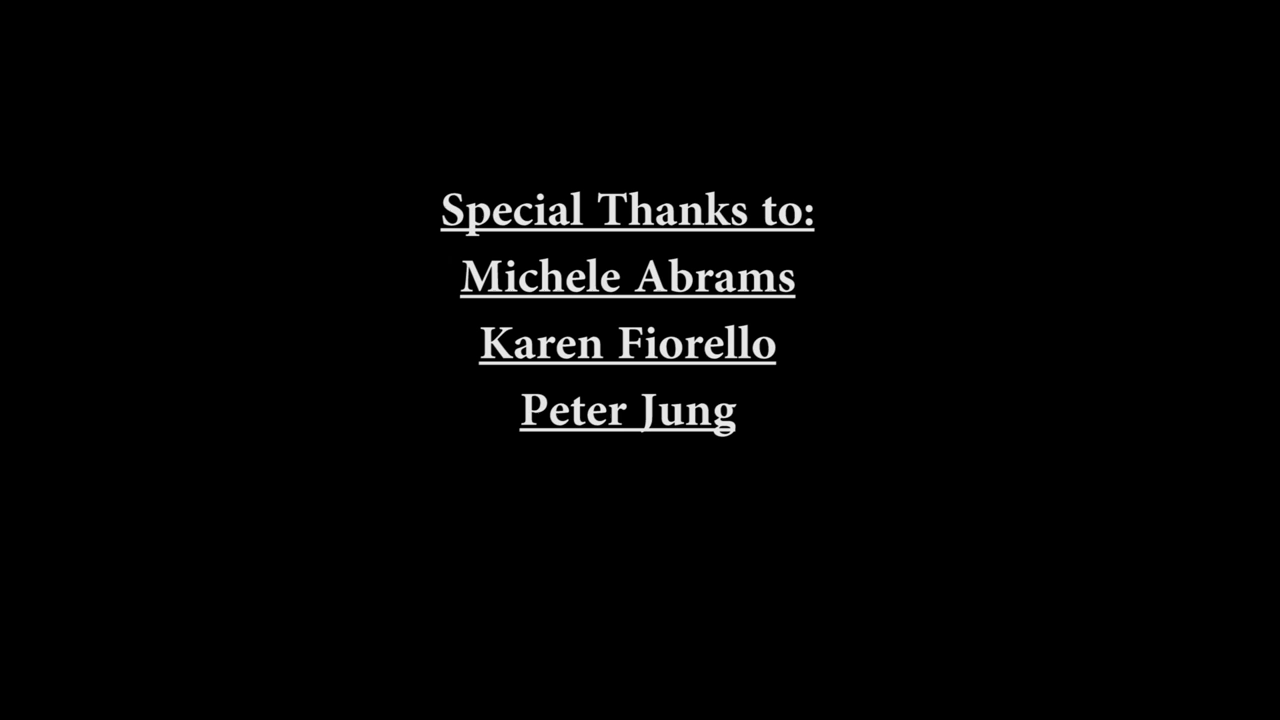 Special Thanks to:
Michele Abrams
Karen Fiorello
Peter Jung